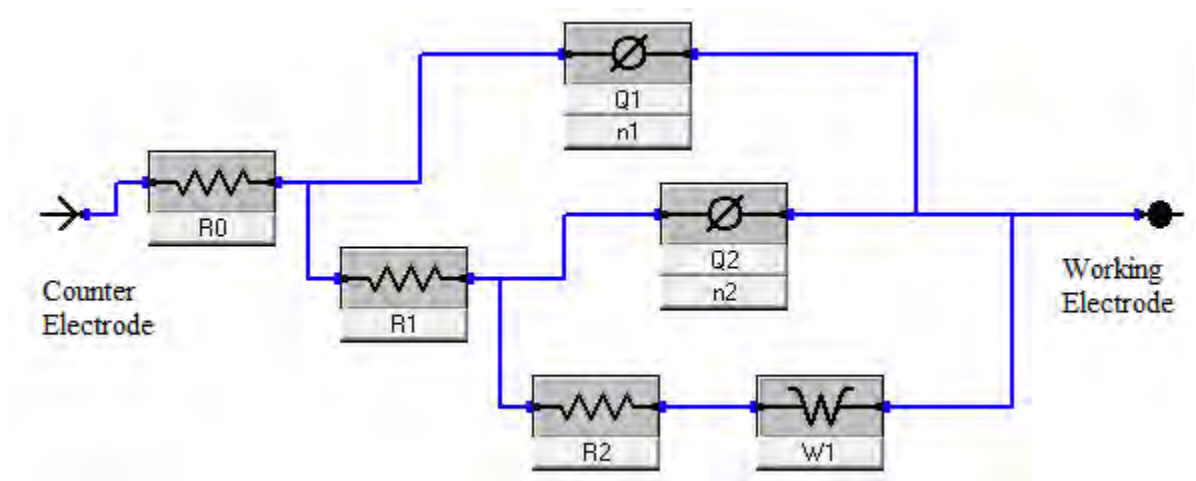 Q1
n1
R0
Q2
n2
Counter
Electrode
R1
Working
Electrode
R2
W1